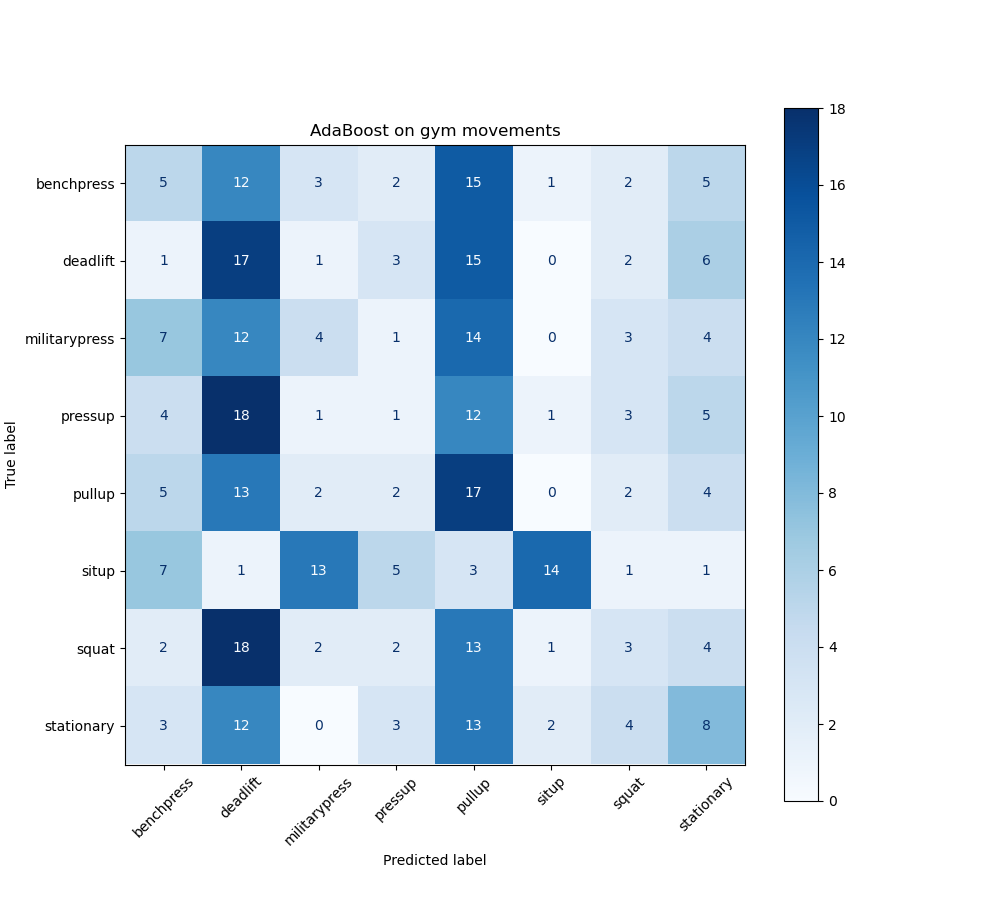 AdaBoost on gym movements
benchpress 5 12 3 2 15 1 2 5
deadlift 1 17 1 3 15 0 2 6
militarypress 7 12 4 1 14 0 3 4
pressup 4 18 1 1 12 1 3 5
pullup 5 13 2 2 17 0 2 4
situp 7 1 13 5 3 14 1 1
squat 2 18 2 2 13 1 3 4
stationary 3 12 0 3 13 2 4 8
benchpress deadlift militarypress pressup pullup situp squat stationary
Predicted label
True label
18
16
14
12
10
8
6
4
2
0